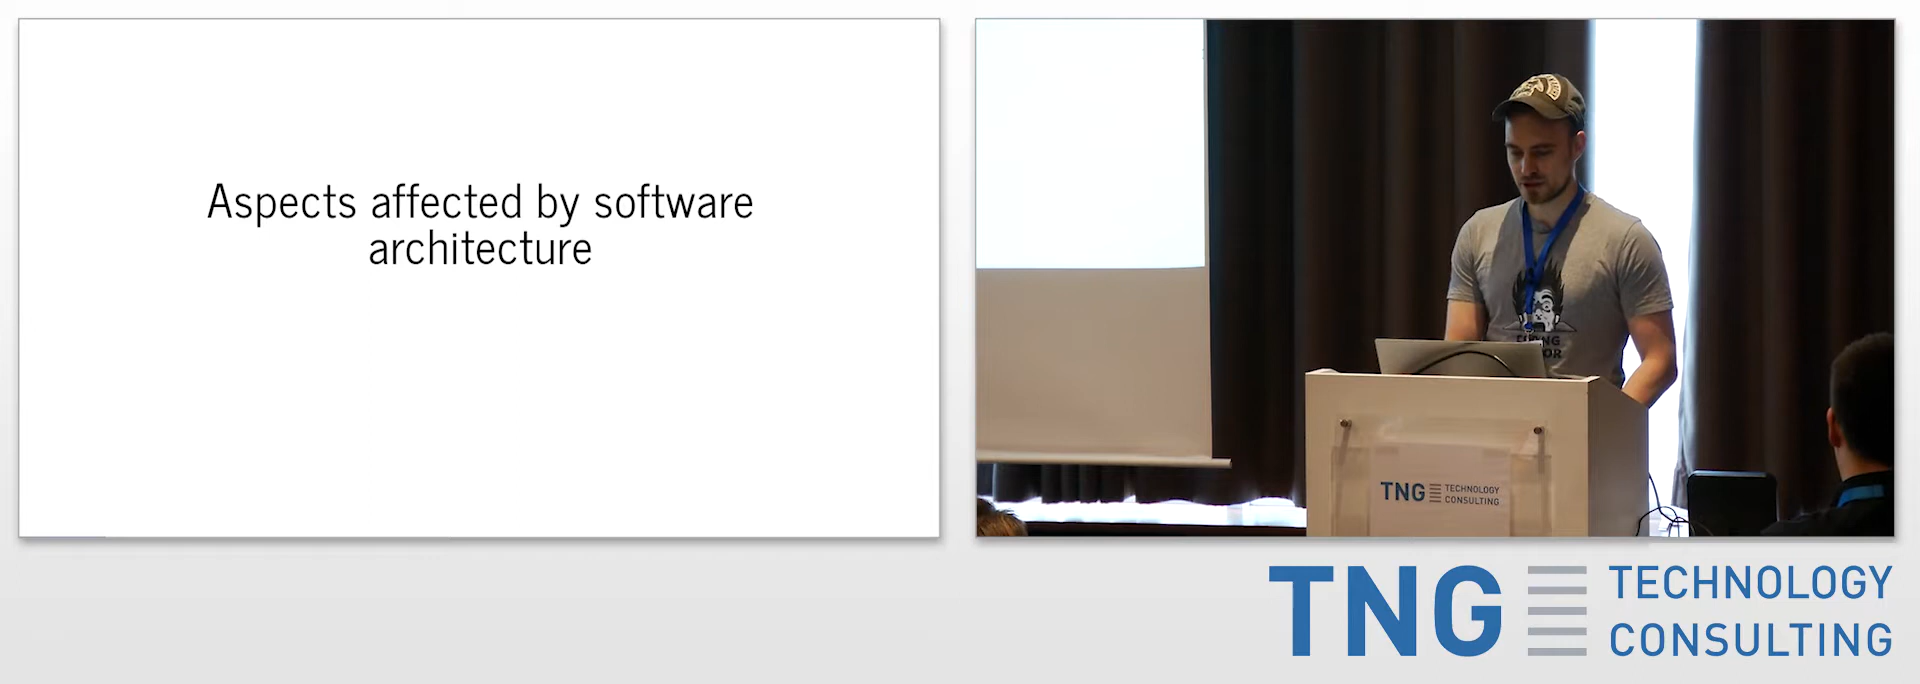 Aspects affected by software
architecture
TNG TECHNOLOGY
CONSULTING
TNG TECHNOLOGY
CONSULTING